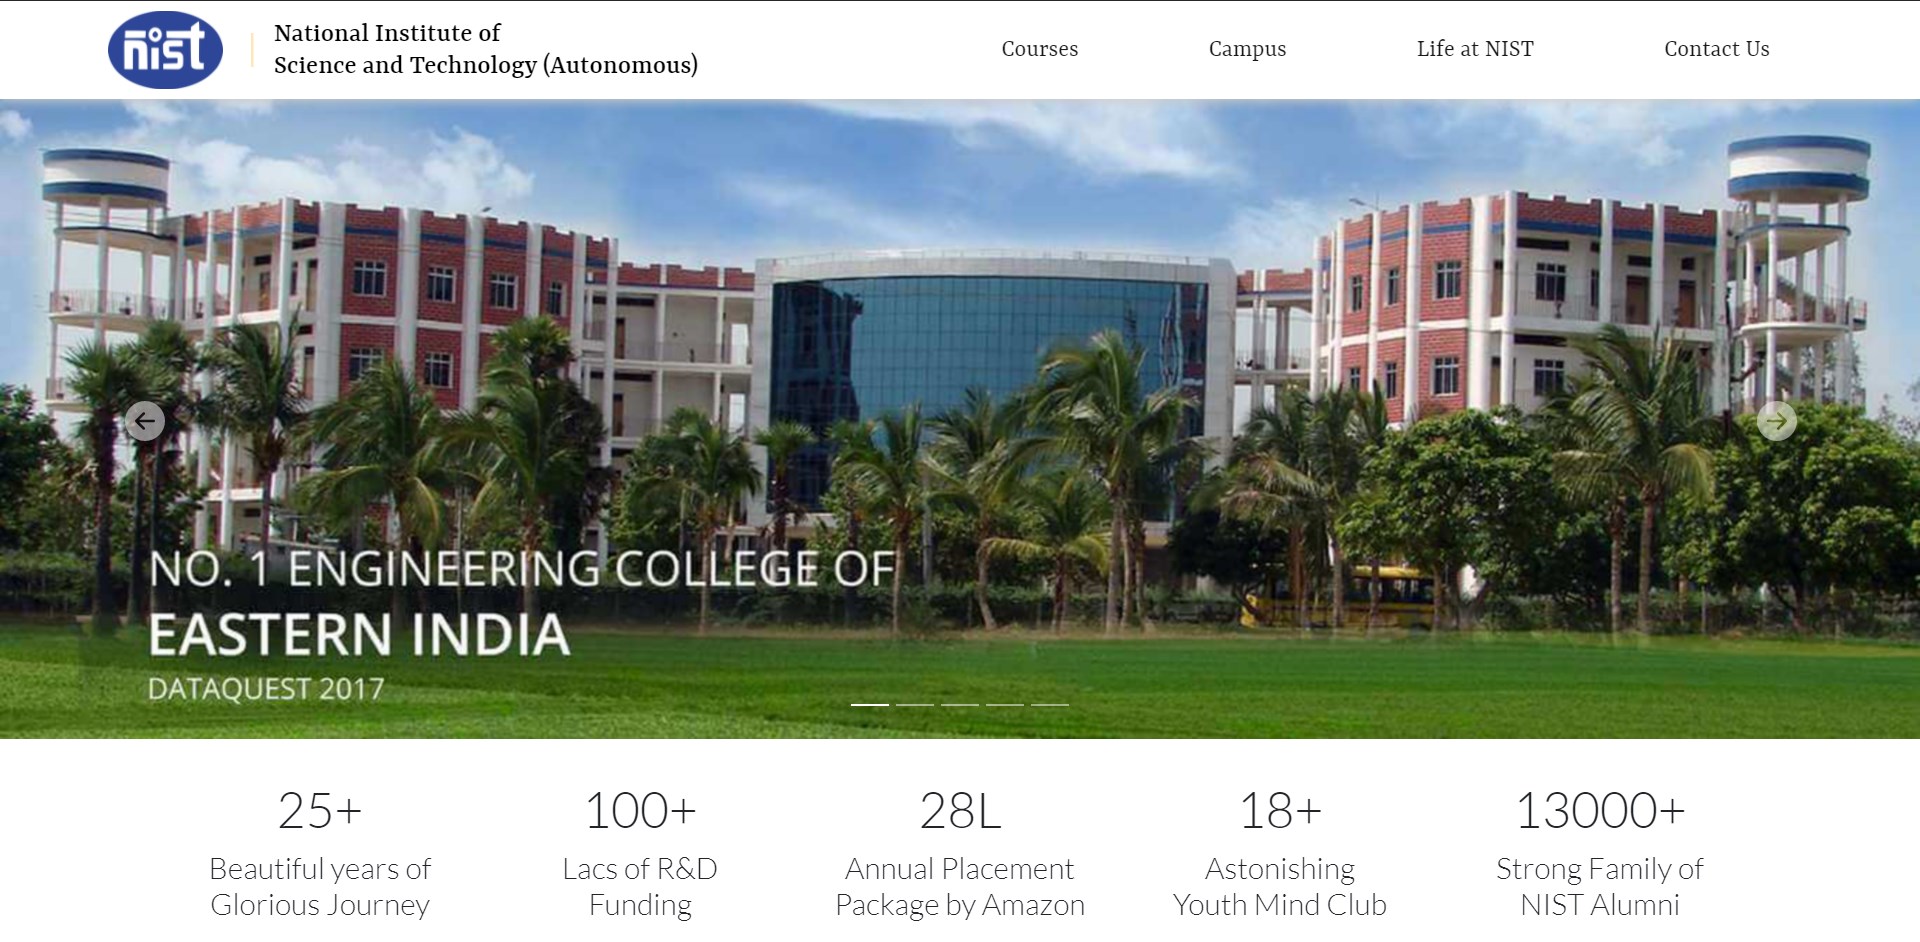 nist
National Institute of
Science and Technology (Autonomous)
Courses
Campus
Life at NIST
Contact Us
NO. 1 ENGINEERING COLLEGE OF
EASTERN INDIA
DATAQUEST 2017
25+
Beautiful years of
Glorious Journey
100+
Lacs of R&D
Funding
28L
Annual Placement
Package by Amazon
18+
Astonishing
Youth Mind Club
13000+
Strong Family of
NIST Alumni